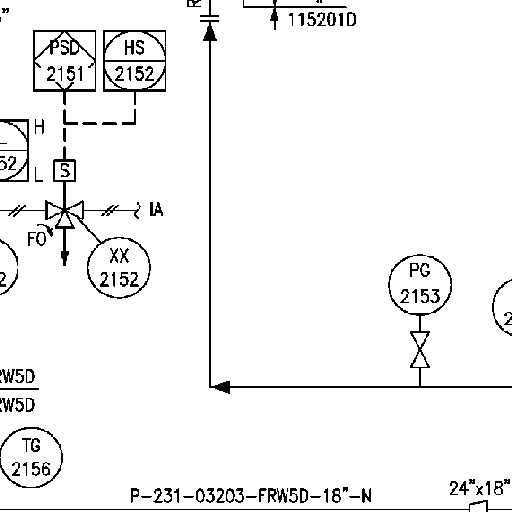 115201D
PSD
2151
HS
2152
H
52
L
S
IA
FO
XX
2152
PG
2153
2
2
RW5D
RW5D
TG
2156
P-231-03203-FRW5D-18"-N
24"x18"